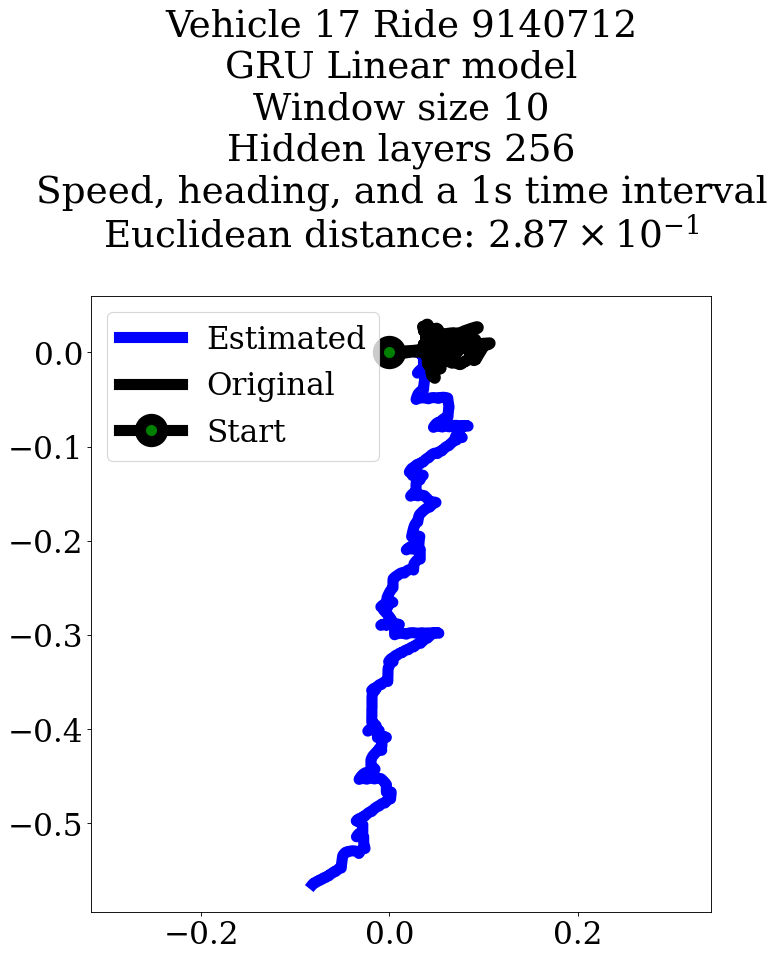 Vehicle 17 Ride 9140712
GRU Linear model
Window size 10
Hidden layers 256
Speed, heading, and a 1s time interval
Euclidean distance: 2.87 × 10⁻¹
Estimated
Original
Start
0.0
−0.1
−0.2
−0.3
−0.4
−0.5
−0.2 0.0 0.2